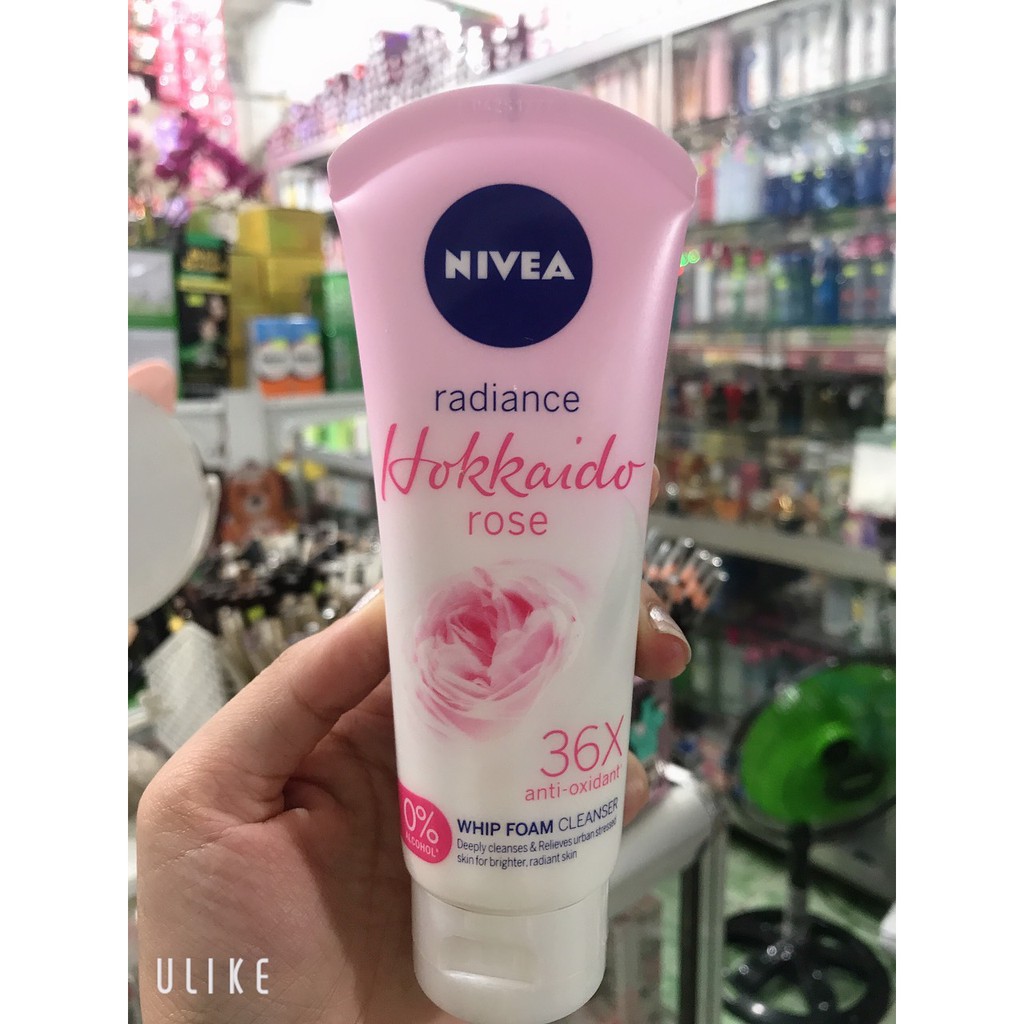 NIVEA
radiance
Hokkaido
rose
36X
anti-oxidant*
0%
ALCOHOL*
WHIP FOAM CLEANSER
Deeply cleanses & Relieves urban stressed
skin for brighter, radiant skin
ULIKE